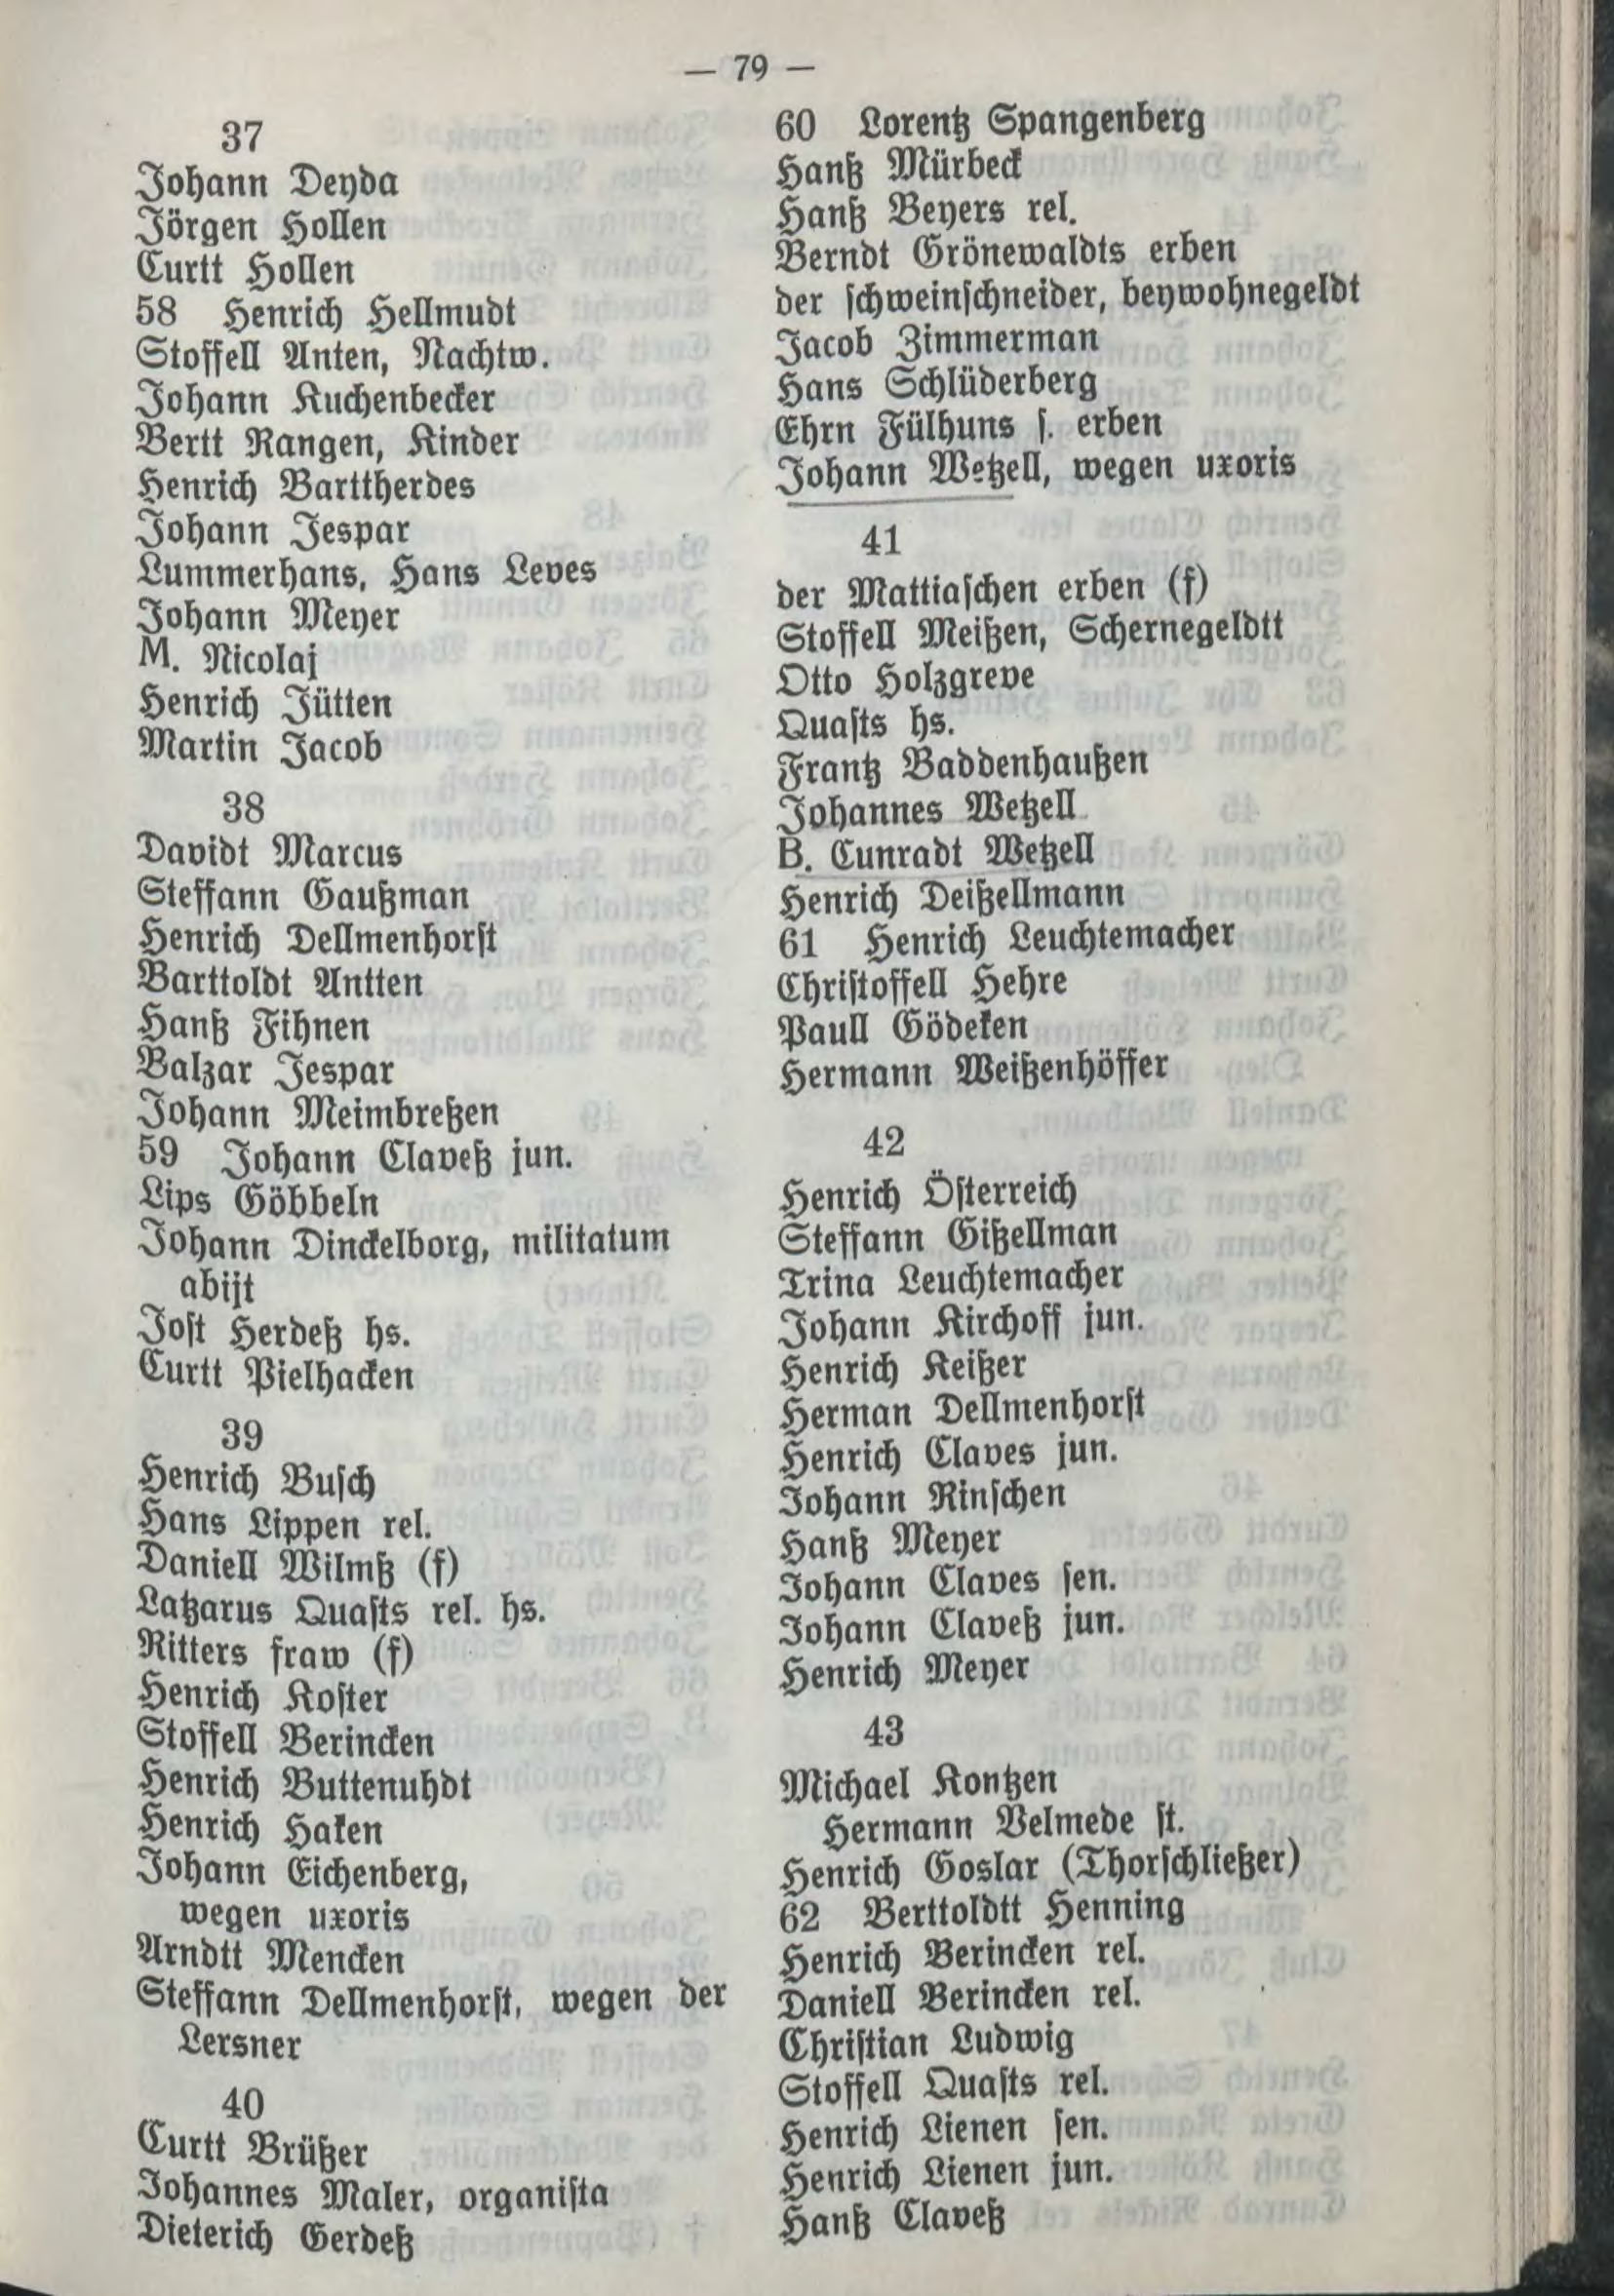 — 79 —
37
Johann Deyda
Jörgen Hollen
Curtt Hollen
58 Henrich Hellmudt
Stoffell Anten, Nachtw.
Johann Kuchenbecker
Bertt Rangen, Kinder
Henrich Barttherdes
Johann Jespar
Lummerhans, Hans Leves
Johann Meyer
M. Nicolaj
Henrich Jütten
Martin Jacob
38
Davidt Marcus
Steffann Gaußman
Henrich Dellmenhorſt
Barttoldt Antten
Hanß Fihnen
Balzar Jespar
Johann Meimbreßen
59 Johann Claveß jun.
Lips Göbbeln
Johann Dinckelborg, militatum
abijt
Joſt Herdeß hs.
Curtt Pielhacken
39
Henrich Buſch
Hans Lippen rel.
Daniell Wilmß (f)
Latzarus Quaſts rel. hs.
Ritters fraw (f)
Henrich Koſter
Stoffell Berincken
Henrich Buttenuhdt
Henrich Haken
Johann Eichenberg,
wegen uxoris
Arndtt Mencken
Steffann Dellmenhorſt, wegen der
Lersner
40
Curtt Brüßer
Johannes Maler, organiſta
Dieterich Gerdeß
60 Lorentz Spangenberg
Hanß Mürbeck
Hanß Beyers rel.
Berndt Grönewaldts erben
der ſchweinſchneider, beywohnegeldt
Jacob Zimmerman
Hans Schlüderberg
Ehrn Fülhuns ſ. erben
Johann Wetzell, wegen uxoris
41
der Mattiaſchen erben (f)
Stoffell Meißen, Schernegeldtt
Otto Holzgreve
Quaſts hs.
Frantz Baddenhaußen
Johannes Wetzell
B. Cunradt Wetzell
Henrich Deißellmann
61 Henrich Leuchtemacher
Chriſtoffell Hehre
Paull Gödeken
Hermann Weißenhöffer
42
Henrich Öſterreich
Steffann Gißellman
Trina Leuchtemacher
Johann Kirchoff jun.
Henrich Keißer
Herman Dellmenhorſt
Henrich Claves jun.
Johann Rinſchen
Hanß Meyer
Johann Claves ſen.
Johann Claveß jun.
Henrich Meyer
43
Michael Kontzen
Hermann Velmede ſt.
Henrich Goslar (Thorſchließer)
62 Berttoldtt Henning
Henrich Berincken rel.
Daniell Berincken rel.
Chriſtian Ludwig
Stoffell Quaſts rel.
Henrich Lienen ſen.
Henrich Lienen jun.
Hanß Claveß